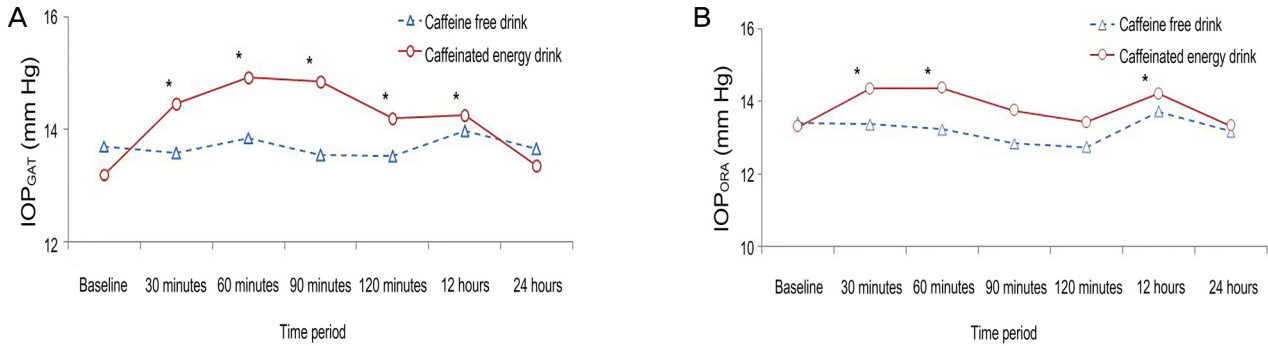 A
16
14
12
IOPGAT (mm Hg)
Caffeine free drink
Caffeinated energy drink
*
*
*
*
*
Baseline 30 minutes 60 minutes 90 minutes 120 minutes 12 hours 24 hours
Time period
B
16
14
12
10
IOPORA (mm Hg)
Caffeine free drink
Caffeinated energy drink
*
*
*
Baseline 30 minutes 60 minutes 90 minutes 120 minutes 12 hours 24 hours
Time period